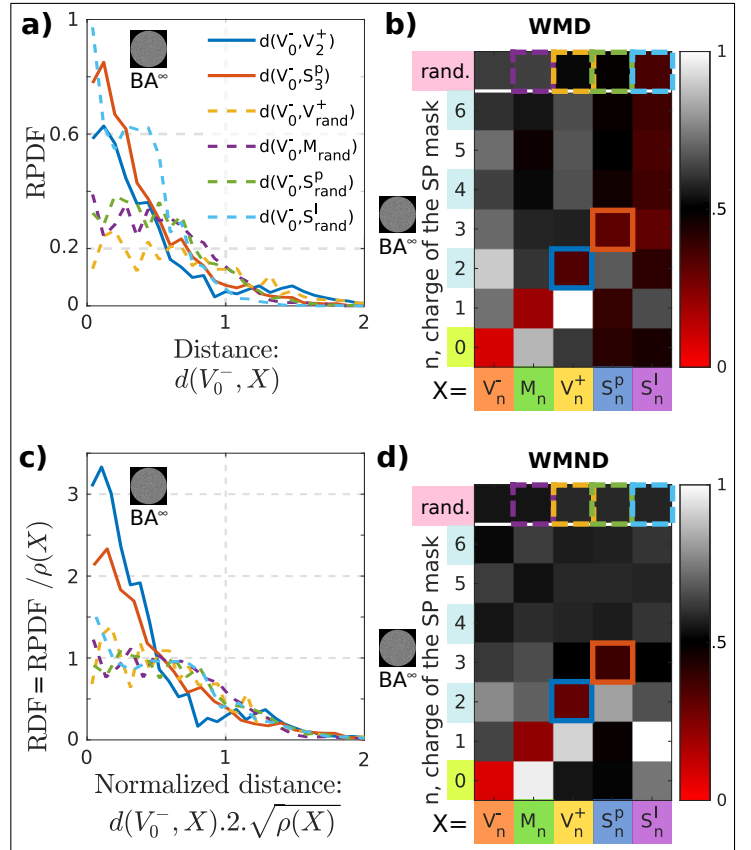 a)
1
0.6
0.2
0
RPDF
BA∞
d(V₀⁻,V₂⁺)
d(V₀⁻,S₃ᵖ)
d(V₀⁻,V⁺rand)
d(V₀⁻,Mrand)
d(V₀⁻,Sᵖrand)
d(V₀⁻,Sˡrand)
0 1 2
Distance:
d(V₀⁻, X)
b) WMD
rand.
6
5
4
3
2
1
0
n, charge of the SP mask
BA∞
X= Vₙ⁻ Mₙ Vₙ⁺ Sₙᵖ Sₙˡ
1
.5
0
c)
3
2
1
0
RDF = RPDF /ρ(X)
BA∞
0 1 2
Normalized distance:
d(V₀⁻, X).2.√ρ(X)
d) WMND
rand.
6
5
4
3
2
1
0
n, charge of the SP mask
BA∞
X= Vₙ⁻ Mₙ Vₙ⁺ Sₙᵖ Sₙˡ
1
.5
0